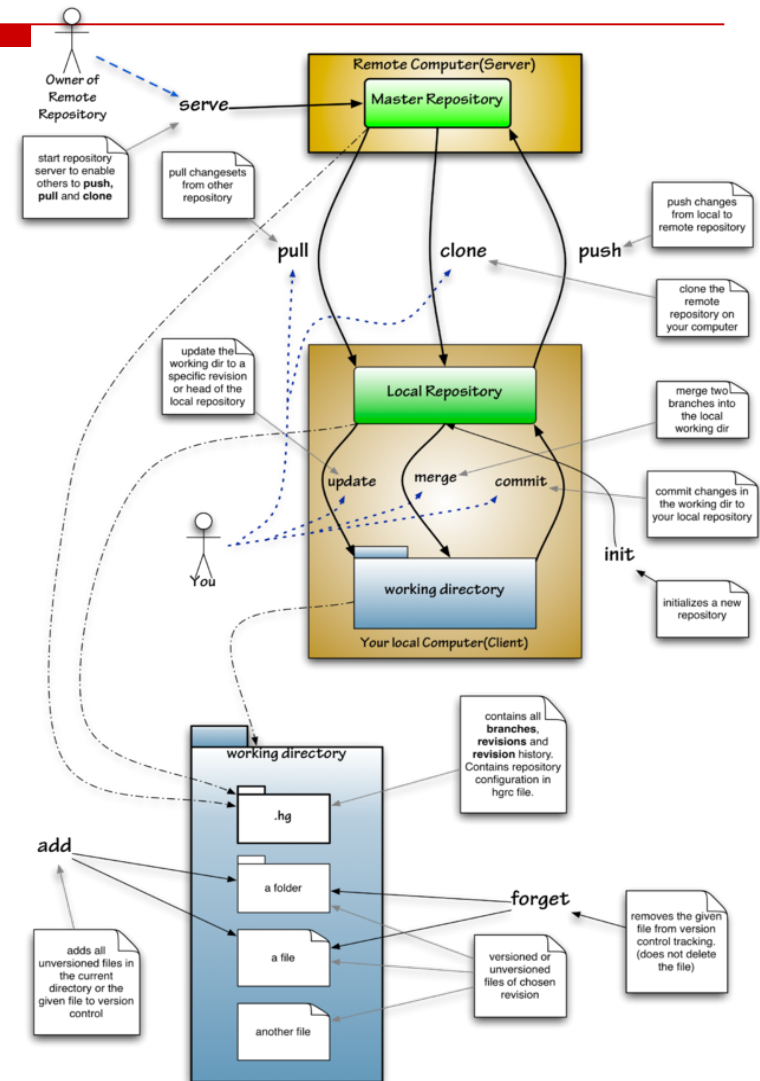 Owner of
Remote
Repository
serve
Remote Computer(Server)
Master Repository
start repository
server to enable
others to push,
pull and clone
pull changesets
from other
repository
push changes
from local to
remote repository
pull
clone
push
clone the
remote
repository on
your computer
update the
working dir to a
specific revision
or head of the
local repository
Local Repository
merge two
branches into
the local
working dir
update
merge
commit
commit changes in
the working dir to
your local repository
You
init
working directory
initializes a new
repository
Your local Computer(Client)
contains all
branches,
revisions and
revision history.
Contains repository
configuration in
hgrc file.
working directory
.hg
add
a folder
forget
removes the given
file from version
control tracking.
(does not delete
the file)
adds all
unversioned files in
the current
directory or the
given file to version
control
a file
versioned or
unversioned
files of chosen
revision
another file